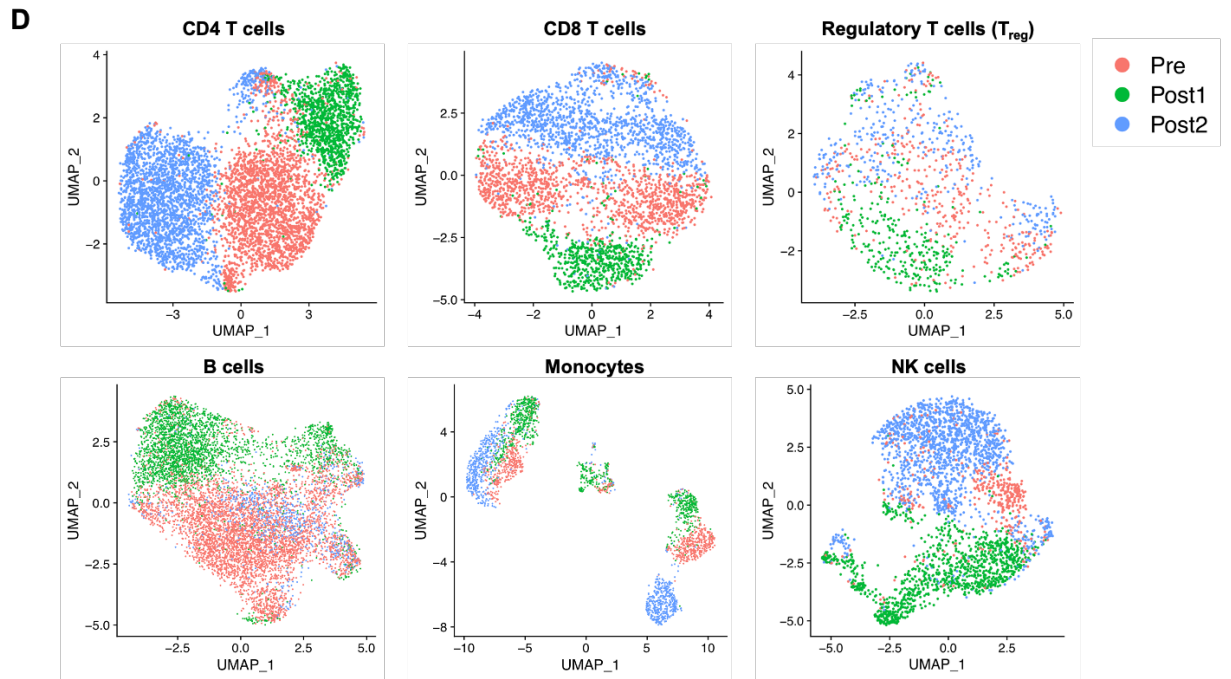 D
CD4 T cells
CD8 T cells
Regulatory T cells (Treg)
Pre
Post1
Post2
4
2
0
−2
UMAP_2
−3
0
3
UMAP_1
2.5
0.0
−2.5
−5.0
UMAP_2
−4
−2
0
2
4
UMAP_1
4
2
0
−2
UMAP_2
−2.5
0.0
2.5
5.0
UMAP_1
B cells
Monocytes
NK cells
2.5
0.0
−2.5
−5.0
UMAP_2
−2.5
0.0
2.5
5.0
UMAP_1
4
0
−4
−8
UMAP_2
−10
−5
0
5
10
UMAP_1
5.0
2.5
0.0
−2.5
−5.0
UMAP_2
−5.0
−2.5
0.0
2.5
UMAP_1